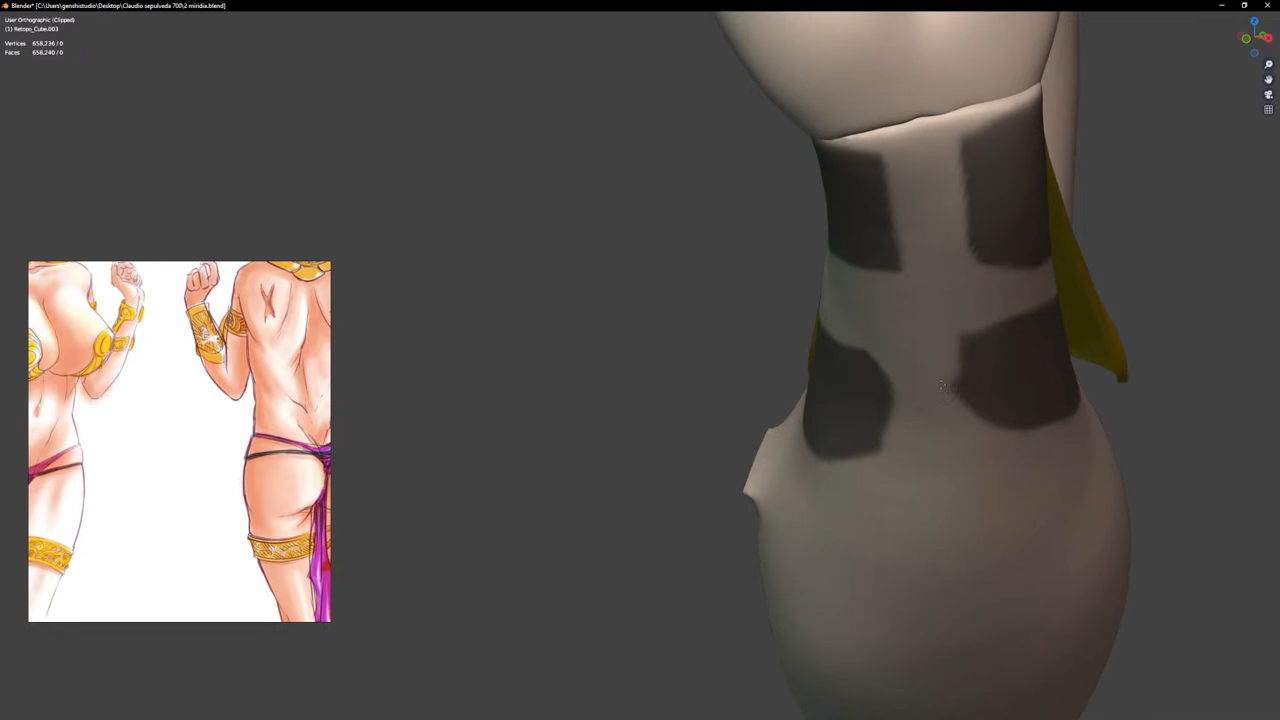 Blender* [C:\Users\genshistudio\Desktop\Claudio sepulveda 700\2 miridia.blend]
User Orthographic (Clipped)
(1) Retopo_Cube.003
Vertices 658,236 / 0
Faces 658,240 / 0